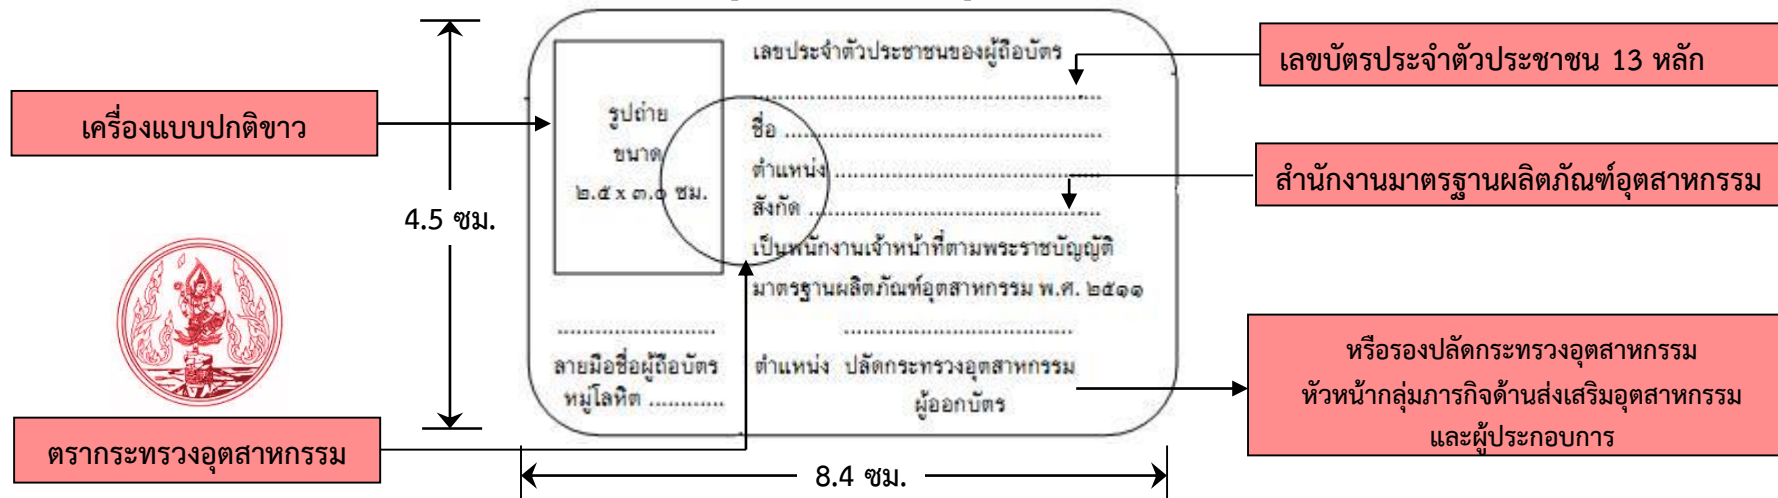 เครื่องแบบปกติขาว
ตรากระทรวงอุตสาหกรรม
4.5 ซม.
รูปถ่าย
ขนาด
๒.๕ x ๓.๐ ซม.
เลขประจำตัวประชาชนของผู้ถือบัตร
................................................
ชื่อ ................................................
ตำแหน่ง ........................................
สังกัด ............................................
เป็นพนักงานเจ้าหน้าที่ตามพระราชบัญญัติ
มาตรฐานผลิตภัณฑ์อุตสาหกรรม พ.ศ. ๒๕๑๑
........................
ลายมือชื่อผู้ถือบัตร
หมู่โลหิต ............
...................................
ตำแหน่ง ปลัดกระทรวงอุตสาหกรรม
ผู้ออกบัตร
8.4 ซม.
เลขบัตรประจำตัวประชาชน 13 หลัก
สำนักงานมาตรฐานผลิตภัณฑ์อุตสาหกรรม
หรือรองปลัดกระทรวงอุตสาหกรรม
หัวหน้ากลุ่มภารกิจด้านส่งเสริมอุตสาหกรรม
และผู้ประกอบการ